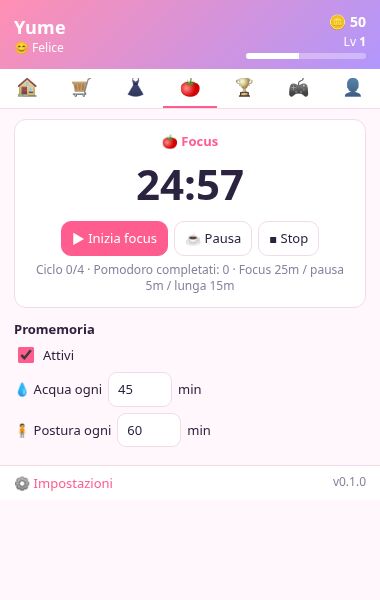 Yume
🪙 50
😊 Felice
Lv 1
🍅 Focus
24:57
▶ Inizia focus
☕ Pausa
■ Stop
Ciclo 0/4 · Pomodoro completati: 0 · Focus 25m / pausa
5m / lunga 15m
Promemoria
Attivi
💧 Acqua ogni 45 min
🧍 Postura ogni 60 min
⚙️ Impostazioni
v0.1.0